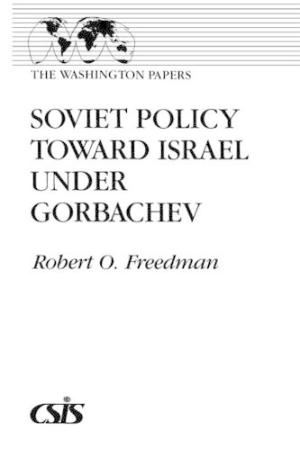 THE WASHINGTON PAPERS
SOVIET POLICY
TOWARD ISRAEL
UNDER
GORBACHEV
Robert O. Freedman
CSIS